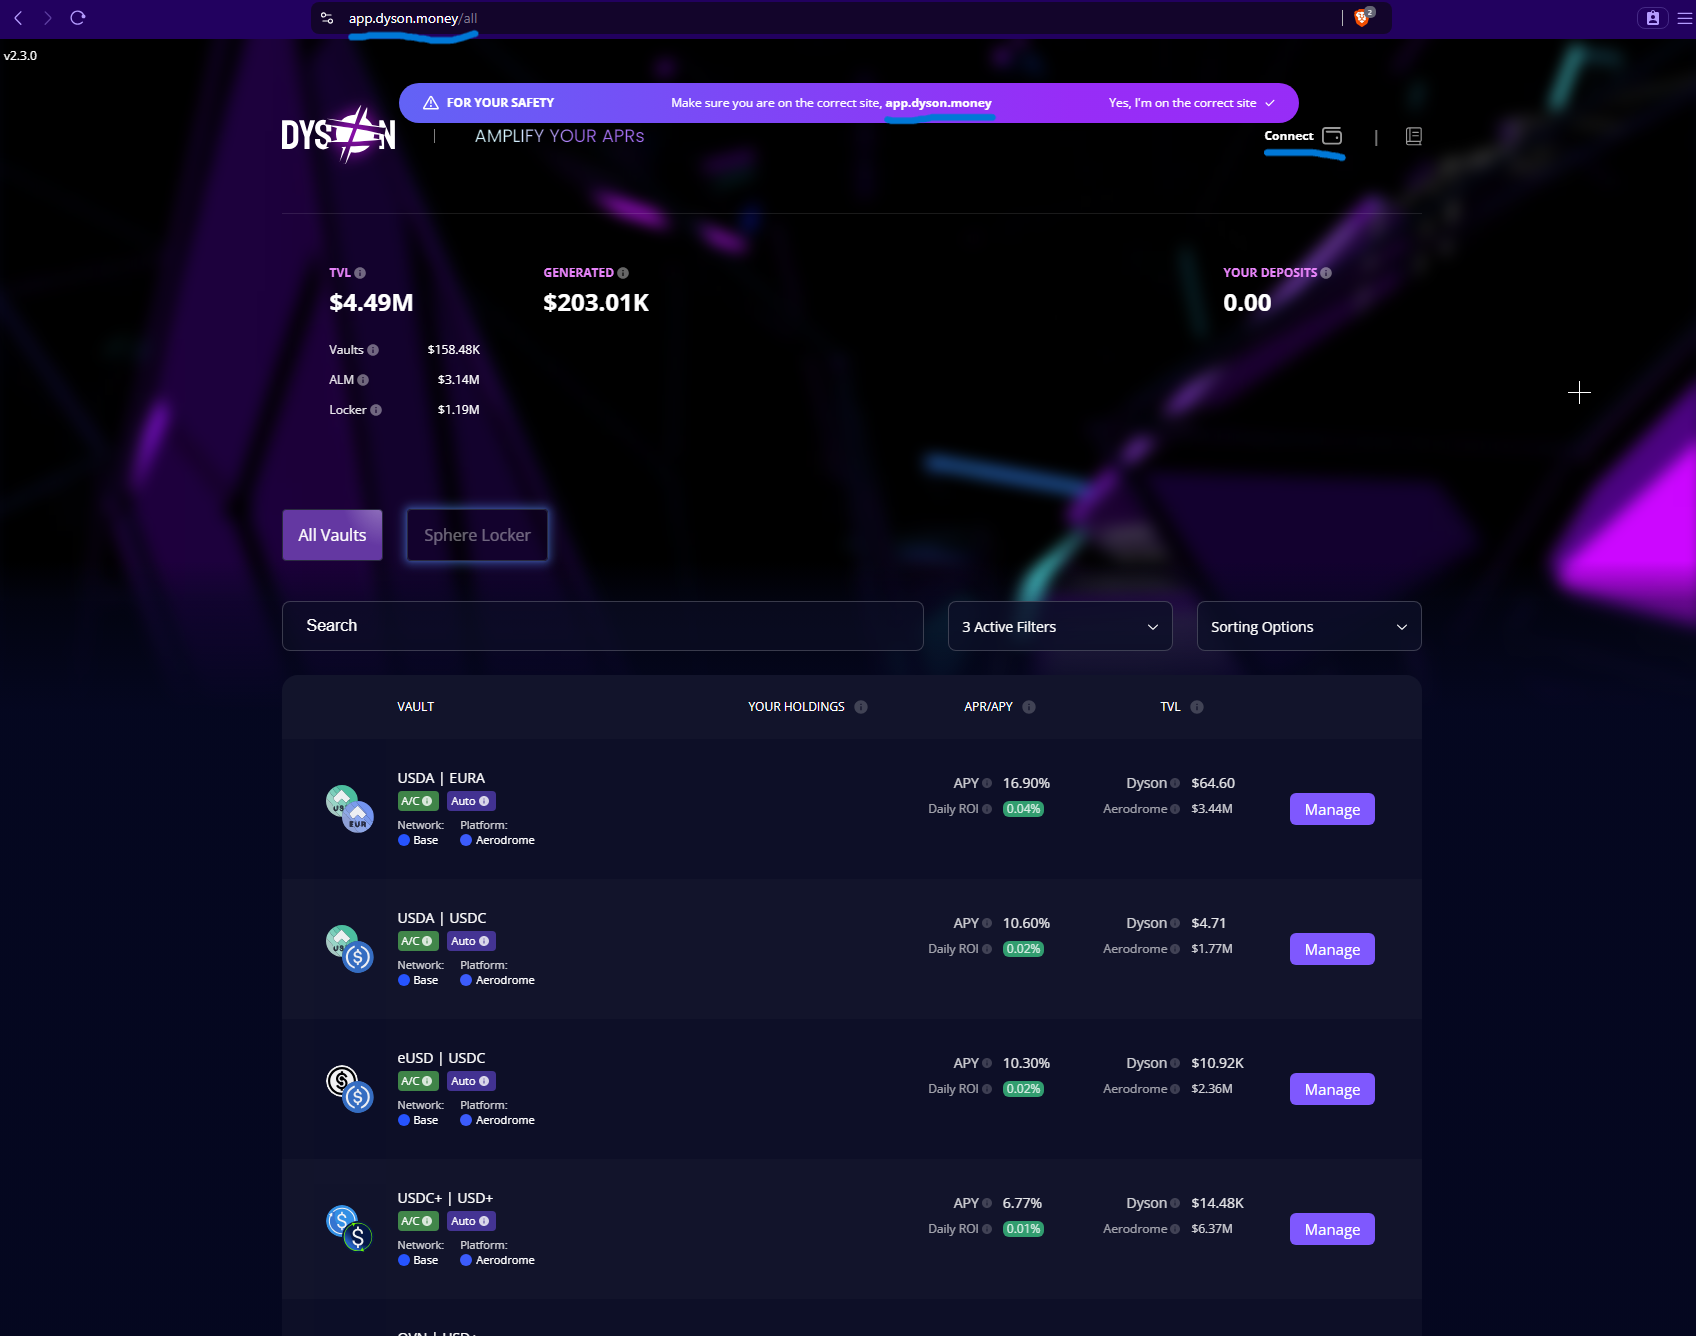 app.dyson.money/all
2
v2.3.0
FOR YOUR SAFETY Make sure you are on the correct site, app.dyson.money Yes, I'm on the correct site
DYSON | AMPLIFY YOUR APRs Connect |
TVL GENERATED YOUR DEPOSITS
$4.49M $203.01K 0.00
Vaults $158.48K
ALM $3.14M
Locker $1.19M
All Vaults Sphere Locker
Search 3 Active Filters Sorting Options
VAULT YOUR HOLDINGS APR/APY TVL
USDA | EURA
A/C Auto
Network: Platform:
Base Aerodrome
APY 16.90% Dyson $64.60
Daily ROI 0.04% Aerodrome $3.44M
Manage
USDA | USDC
A/C Auto
Network: Platform:
Base Aerodrome
APY 10.60% Dyson $4.71
Daily ROI 0.02% Aerodrome $1.77M
Manage
eUSD | USDC
A/C Auto
Network: Platform:
Base Aerodrome
APY 10.30% Dyson $10.92K
Daily ROI 0.02% Aerodrome $2.36M
Manage
USDC+ | USD+
A/C Auto
Network: Platform:
Base Aerodrome
APY 6.77% Dyson $14.48K
Daily ROI 0.01% Aerodrome $6.37M
Manage